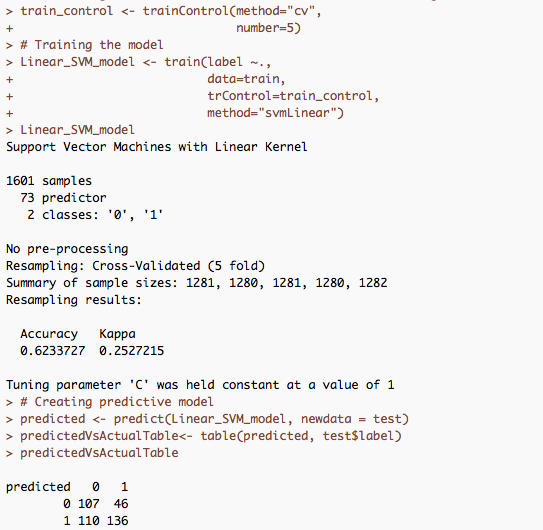 > train_control <- trainControl(method="cv",
+                               number=5)
> # Training the model
> Linear_SVM_model <- train(label ~.,
+                           data=train,
+                           trControl=train_control,
+                           method="svmLinear")
> Linear_SVM_model
Support Vector Machines with Linear Kernel

1601 samples
  73 predictor
   2 classes: '0', '1'

No pre-processing
Resampling: Cross-Validated (5 fold)
Summary of sample sizes: 1281, 1280, 1281, 1280, 1282
Resampling results:

  Accuracy   Kappa
  0.6233727  0.2527215

Tuning parameter 'C' was held constant at a value of 1
> # Creating predictive model
> predicted <- predict(Linear_SVM_model, newdata = test)
> predictedVsActualTable<- table(predicted, test$label)
> predictedVsActualTable

predicted   0   1
        0 107  46
        1 110 136